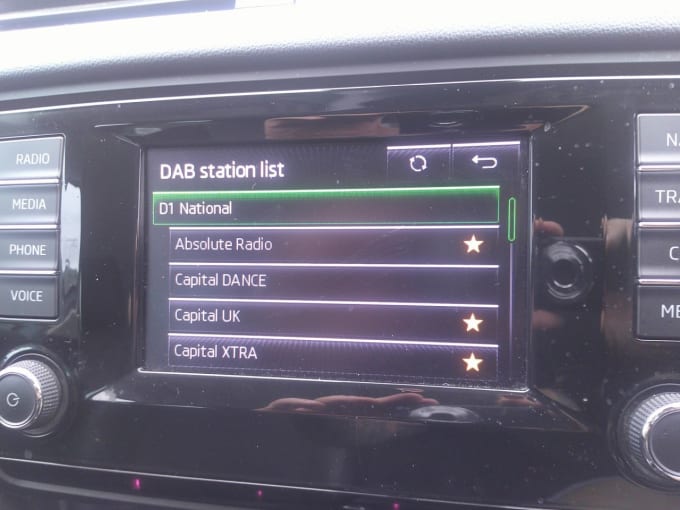 RADIO
MEDIA
PHONE
VOICE
DAB station list
D1 National
Absolute Radio
Capital DANCE
Capital UK
Capital XTRA